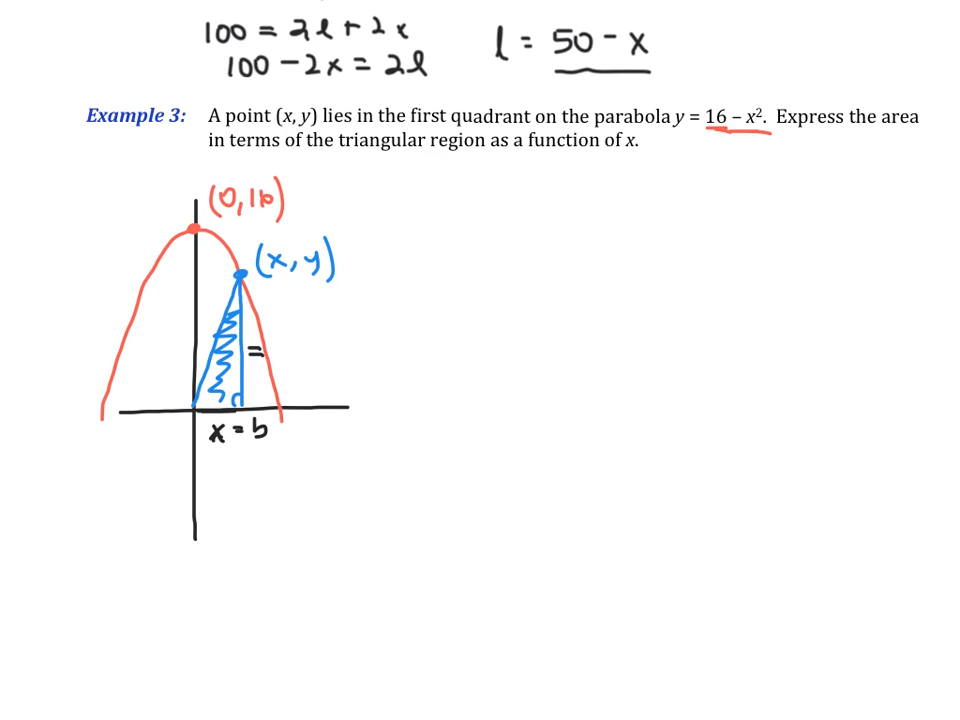 100 = 2l + 2x
100 - 2x = 2l
l = 50 - x
Example 3: A point (x, y) lies in the first quadrant on the parabola y = 16 – x². Express the area
in terms of the triangular region as a function of x.
(0,16)
(x, y)
=
x = b